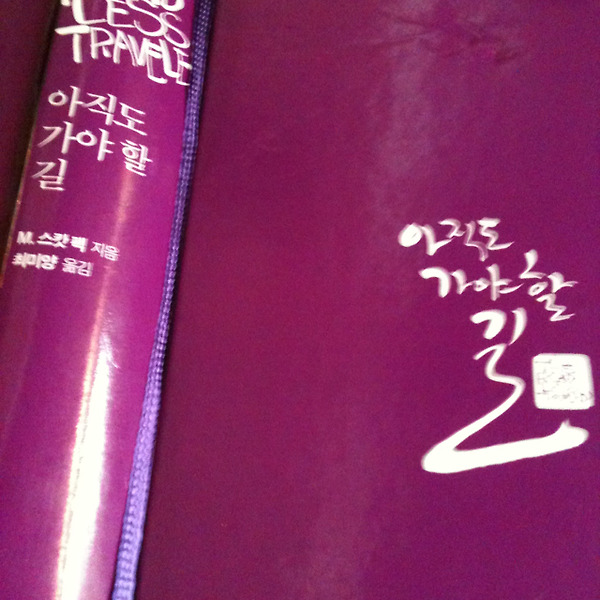 LESS
TRAVELE
아직도
가야 할
길
M. 스캇 펙 지음
최미양 옮김
아직도
가야 할
길